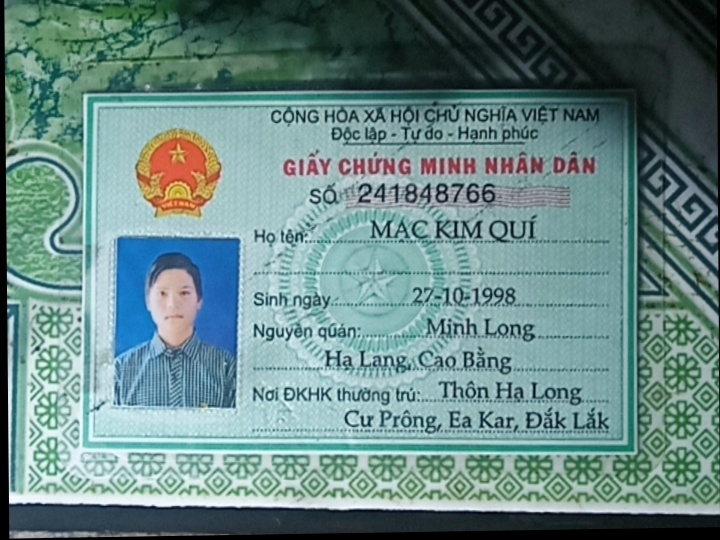 CỘNG HÒA XÃ HỘI CHỦ NGHĨA VIỆT NAM
Độc lập - Tự do - Hạnh phúc
GIẤY CHỨNG MINH NHÂN DÂN
SỐ 241848766
Họ tên: MẠC KIM QUÍ
Sinh ngày: 27-10-1998
Nguyên quán: Minh Long
Hạ Lang, Cao Bằng
Nơi ĐKHK thường trú: Thôn Hạ Long
Cư Prông, Ea Kar, Đắk Lắk
VIỆT NAM